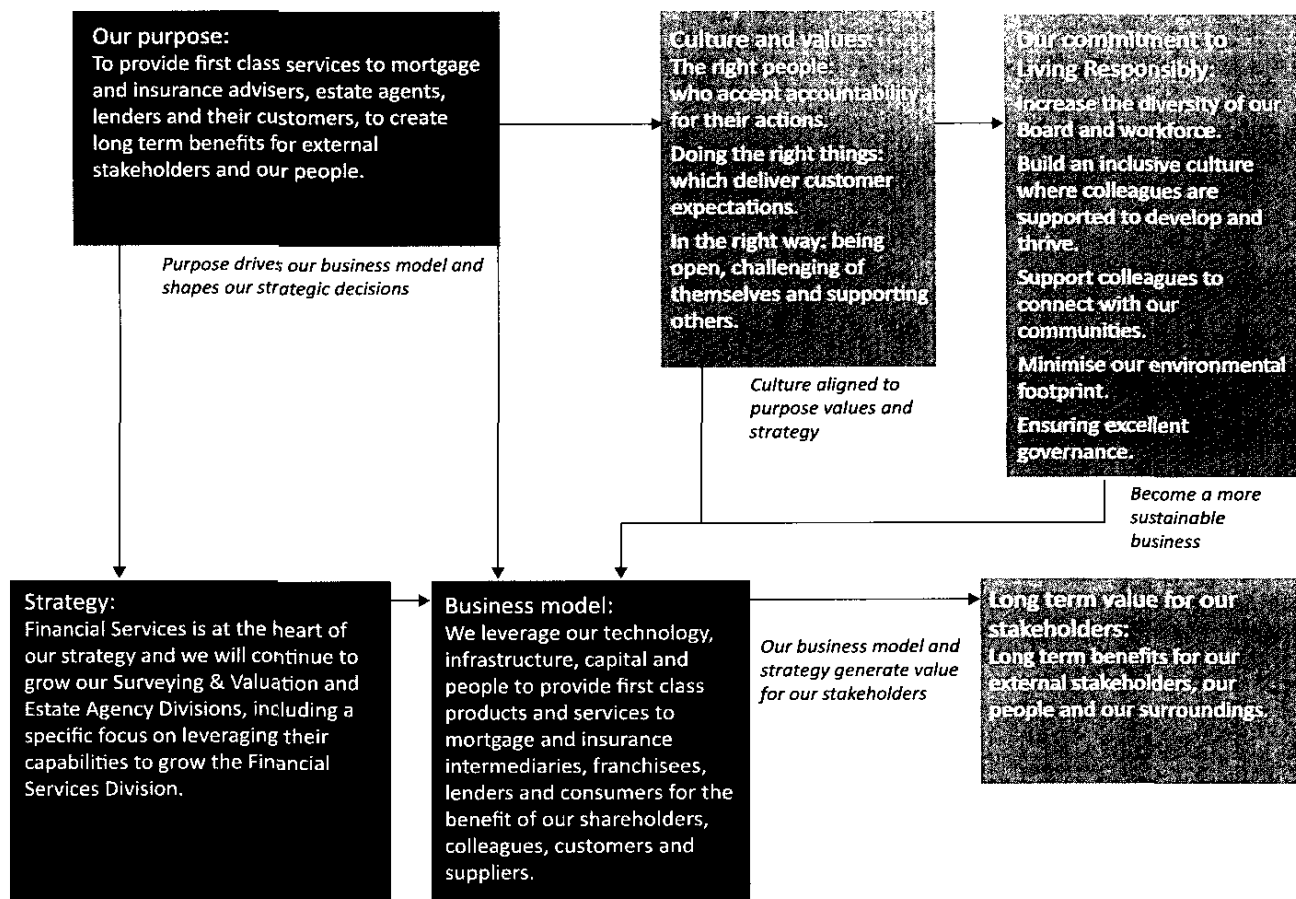 Our purpose:
To provide first class services to mortgage
and insurance advisers, estate agents,
lenders and their customers, to create
long term benefits for external
stakeholders and our people.
Purpose drives our business model and
shapes our strategic decisions
Culture and values:
The right people:
who accept accountability
for their actions.
Doing the right things:
which deliver customer
expectations.
In the right way: being
open, challenging of
themselves and supporting
others.
Culture aligned to
purpose values and
strategy
Our commitment to
Living Responsibly:
Increase the diversity of our
Board and workforce.
Build an inclusive culture
where colleagues are
supported to develop and
thrive.
Support colleagues to
connect with our
communities.
Minimise our environmental
footprint.
Ensuring excellent
governance.
Become a more
sustainable
business
Strategy:
Financial Services is at the heart of
our strategy and we will continue to
grow our Surveying & Valuation and
Estate Agency Divisions, including a
specific focus on leveraging their
capabilities to grow the Financial
Services Division.
Business model:
We leverage our technology,
infrastructure, capital and
people to provide first class
products and services to
mortgage and insurance
intermediaries, franchisees,
lenders and consumers for the
benefit of our shareholders,
colleagues, customers and
suppliers.
Our business model and
strategy generate value
for our stakeholders
Long term value for our
stakeholders:
Long term benefits for our
external stakeholders, our
people and our surroundings.